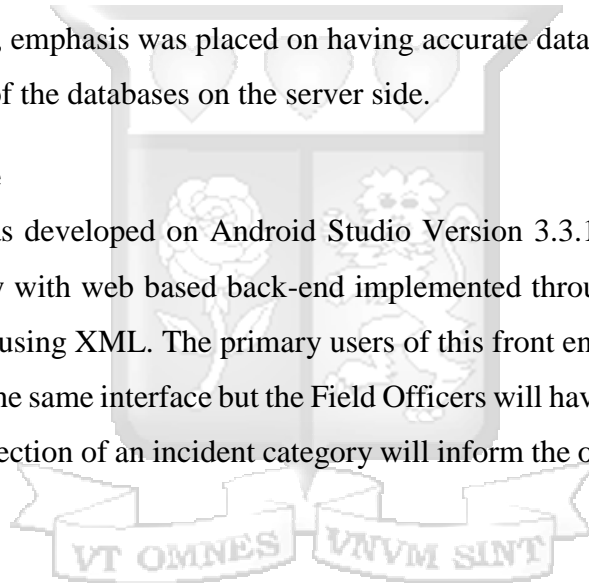 , emphasis was placed on having accurate data
of the databases on the server side.
e
s developed on Android Studio Version 3.3.1
with web based back-end implemented throu
using XML. The primary users of this front en
he same interface but the Field Officers will hav
ection of an incident category will inform the o
VT OMNES VNVM SINT